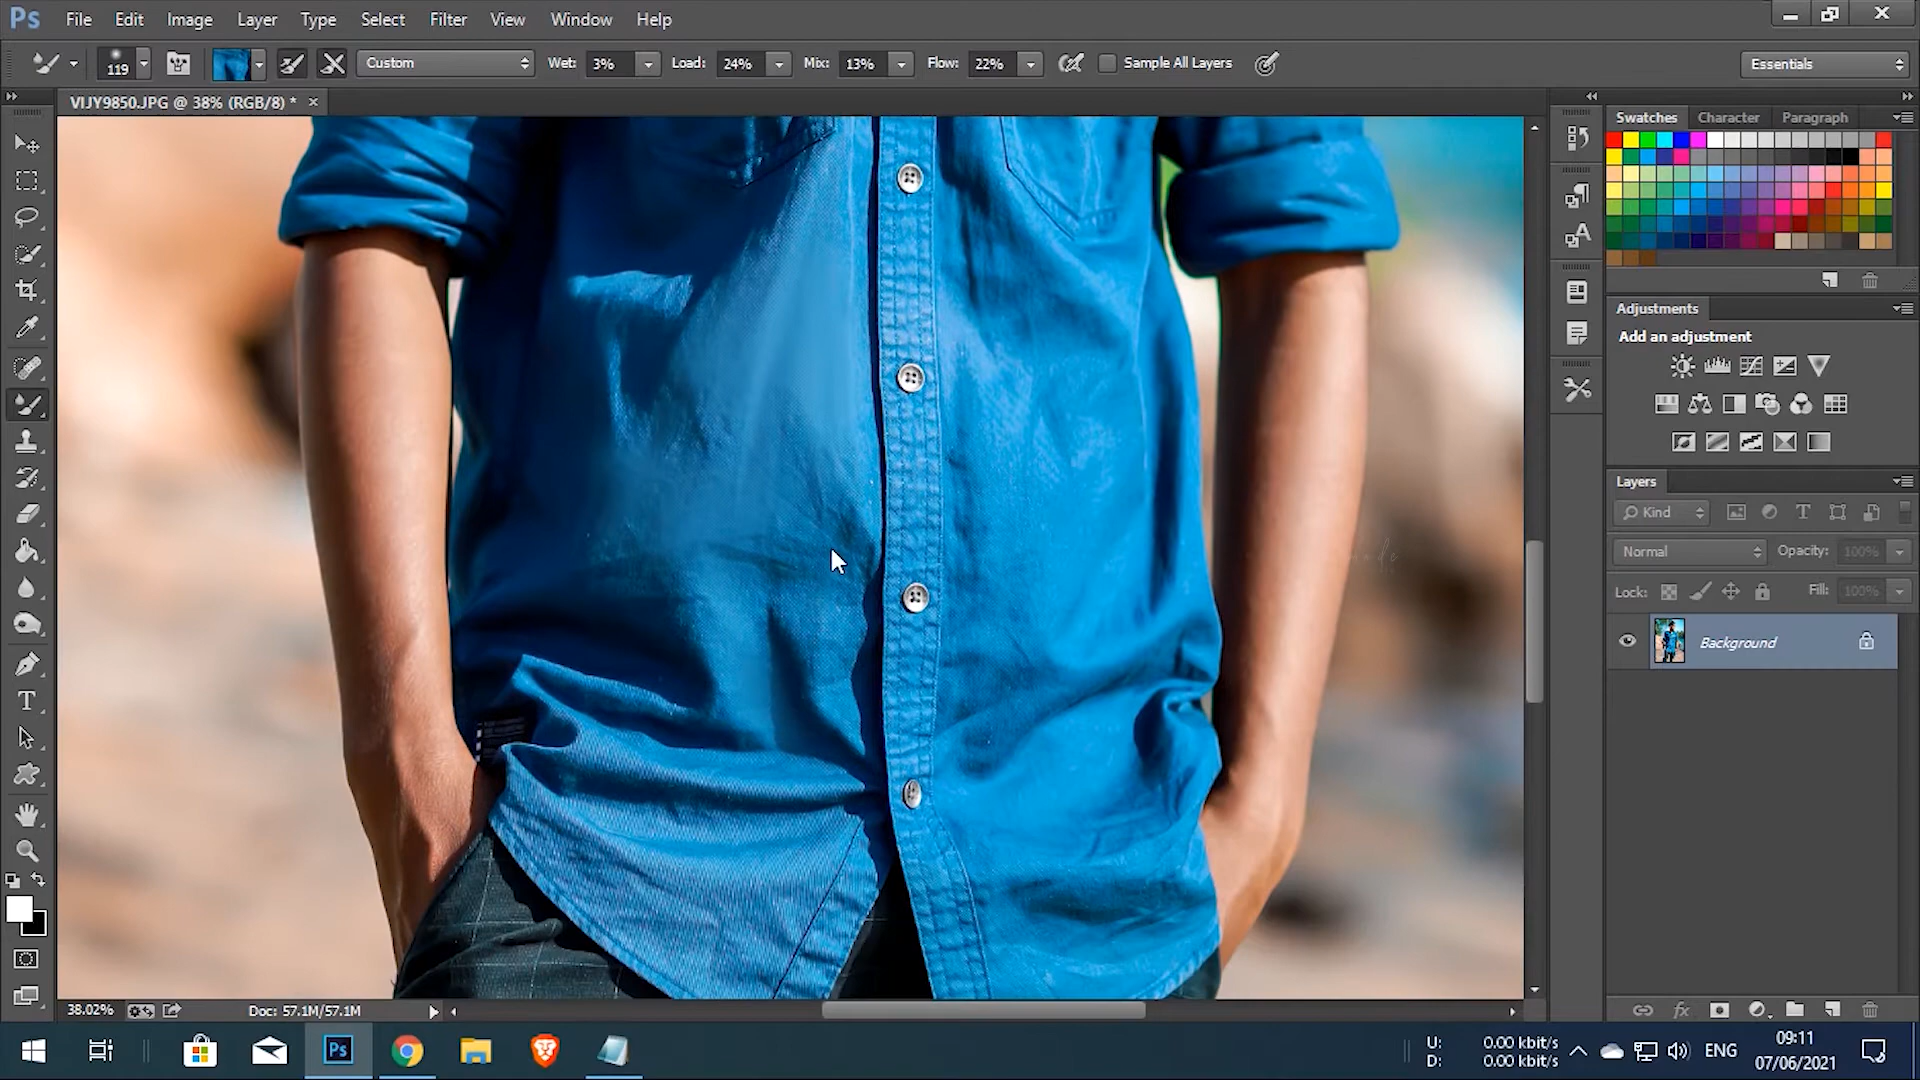 Ps File Edit Image Layer Type Select Filter View Window Help
119 Custom Wet: 3% Load: 24% Mix: 13% Flow: 22% Sample All Layers Essentials
VIJY9850.JPG @ 38% (RGB/8) *
Swatches Character Paragraph
Adjustments
Add an adjustment
Layers
Kind
Normal Opacity: 100%
Lock: Fill: 100%
Background
38.02% Doc: 57.1M/57.1M
Ps U: 0.00 kbit/s
D: 0.00 kbit/s
ENG
09:11
07/06/2021